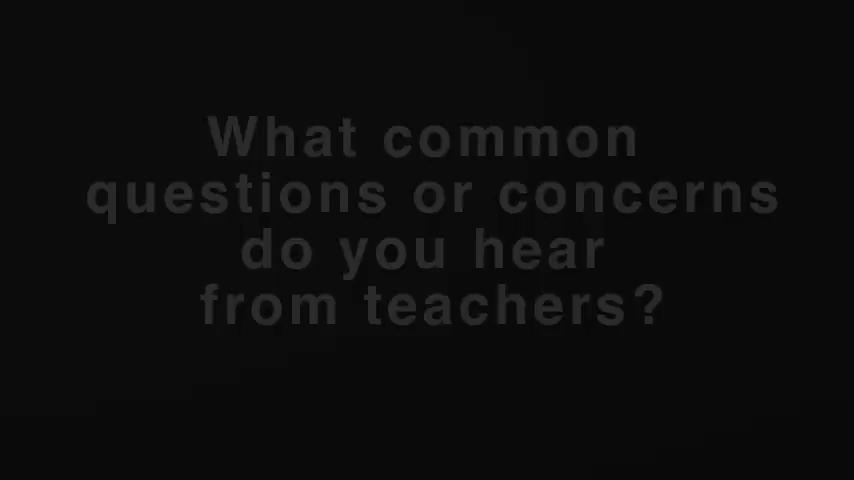 What common
questions or concerns
do you hear
from teachers?